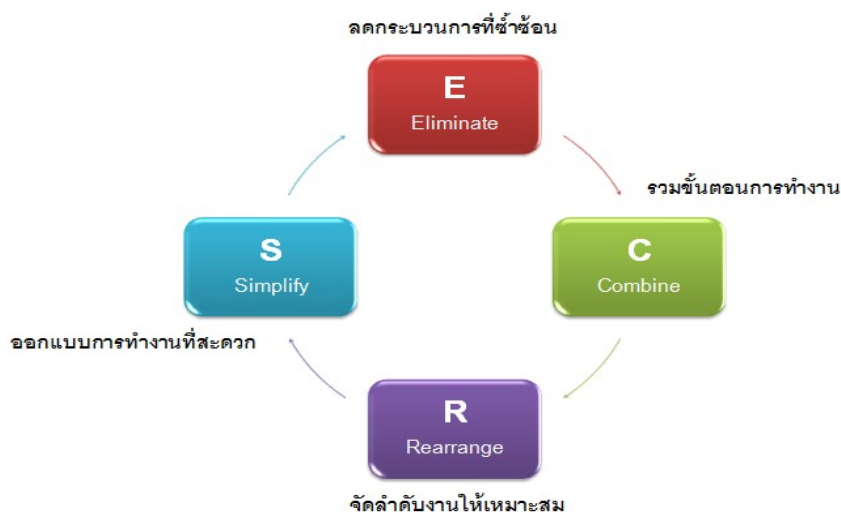 ลดกระบวนการที่ซ้ำซ้อน
E
Eliminate
รวมขั้นตอนการทำงาน
C
Combine
R
Rearrange
จัดลำดับงานให้เหมาะสม
S
Simplify
ออกแบบการทำงานที่สะดวก